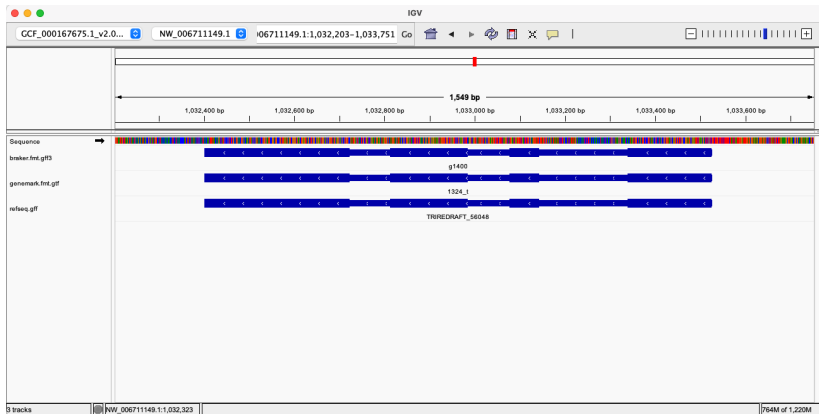 IGV
GCF_000167675.1_v2.0... NW_006711149.1 006711149.1:1,032,203-1,033,751 Go
1,549 bp
1,032,400 bp 1,032,600 bp 1,032,800 bp 1,033,000 bp 1,033,200 bp 1,033,400 bp 1,033,600 bp
Sequence
braker.fmt.gff3
g1400
genemark.fmt.gtf
1324_t
refseq.gff
TRIREDRAFT_56048
3 tracks NW_006711149.1:1,032,323 764M of 1,220M